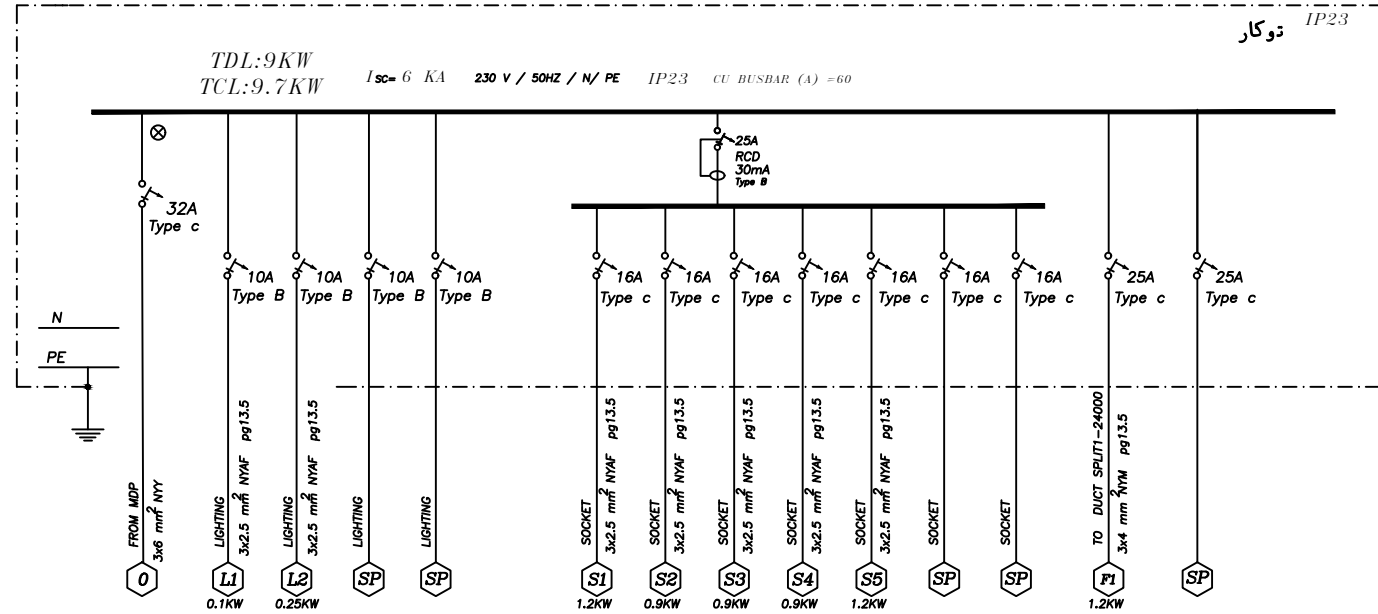 IP23
توکار
TDL:9KW
TCL:9.7KW
Isc= 6 KA
230 V / 50HZ / N/ PE
IP23
CU BUSBAR (A) =60
25A
RCD
30mA
Type B
32A
Type c
10A
Type B
10A
Type B
10A
Type B
10A
Type B
16A
Type c
16A
Type c
16A
Type c
16A
Type c
16A
Type c
16A
Type c
16A
Type c
25A
Type c
25A
Type c
N
PE
FROM MDP
3x6 mm² NYY
LIGHTING
3x2.5 mm² NYAF pg13.5
LIGHTING
3x2.5 mm² NYAF pg13.5
LIGHTING
LIGHTING
SOCKET
3x2.5 mm² NYAF pg13.5
SOCKET
3x2.5 mm² NYAF pg13.5
SOCKET
3x2.5 mm² NYAF pg13.5
SOCKET
3x2.5 mm² NYAF pg13.5
SOCKET
3x2.5 mm² NYAF pg13.5
SOCKET
SOCKET
TO DUCT SPLIT1-24000
3x4 mm² NYM pg13.5
0
L1
L2
SP
SP
S1
S2
S3
S4
S5
SP
SP
F1
SP
0.1KW
0.25KW
1.2KW
0.9KW
0.9KW
0.9KW
1.2KW
1.2KW